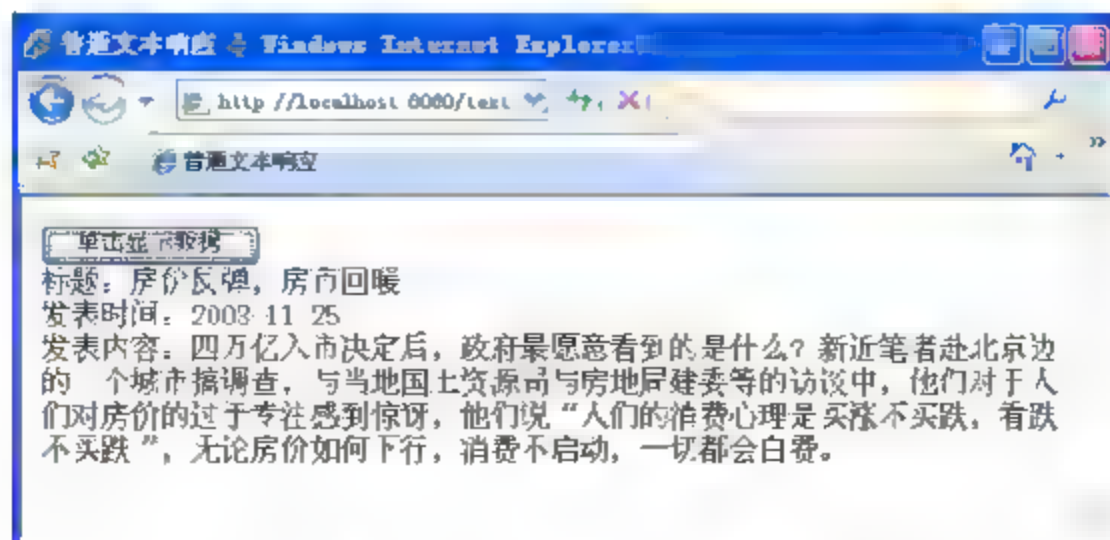 普通文本响应 - Windows Internet Explorer
http //localhost 8080/text
普通文本响应
单击显示数据
标题：房价反弹，房市回暖
发表时间：2008-11-25
发表内容：四万亿入市决定后，政府最愿意看到的是什么？新近笔者赴北京边
的 个城市搞调查，与当地国土资源司与房地局建委等的访谈中，他们对于人
们对房价的过于专注感到惊讶，他们说“人们的消费心理是买涨不买跌，看跌
不买跌”，无论房价如何下行，消费不启动，一切都会白费。